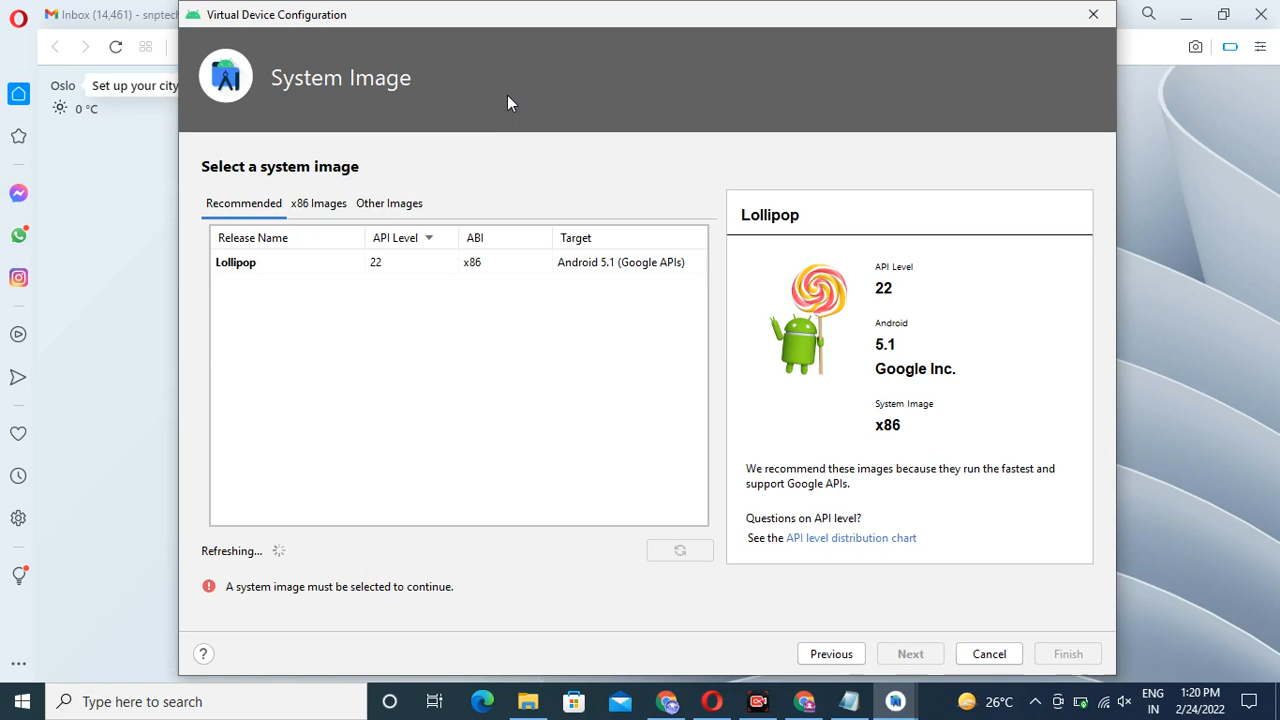 Inbox (14,461) - snptech
Virtual Device Configuration
Oslo
Set up your city
0 °C
System Image
Select a system image
Recommended
x86 Images
Other Images
Release Name
API Level
ABI
Target
Lollipop
22
x86
Android 5.1 (Google APIs)
Lollipop
API Level
22
Android
5.1
Google Inc.
System Image
x86
We recommend these images because they run the fastest and
support Google APIs.
Questions on API level?
See the API level distribution chart
Refreshing...
A system image must be selected to continue.
?
Previous
Next
Cancel
Finish
Type here to search
26°C
ENG
IN
1:20 PM
2/24/2022